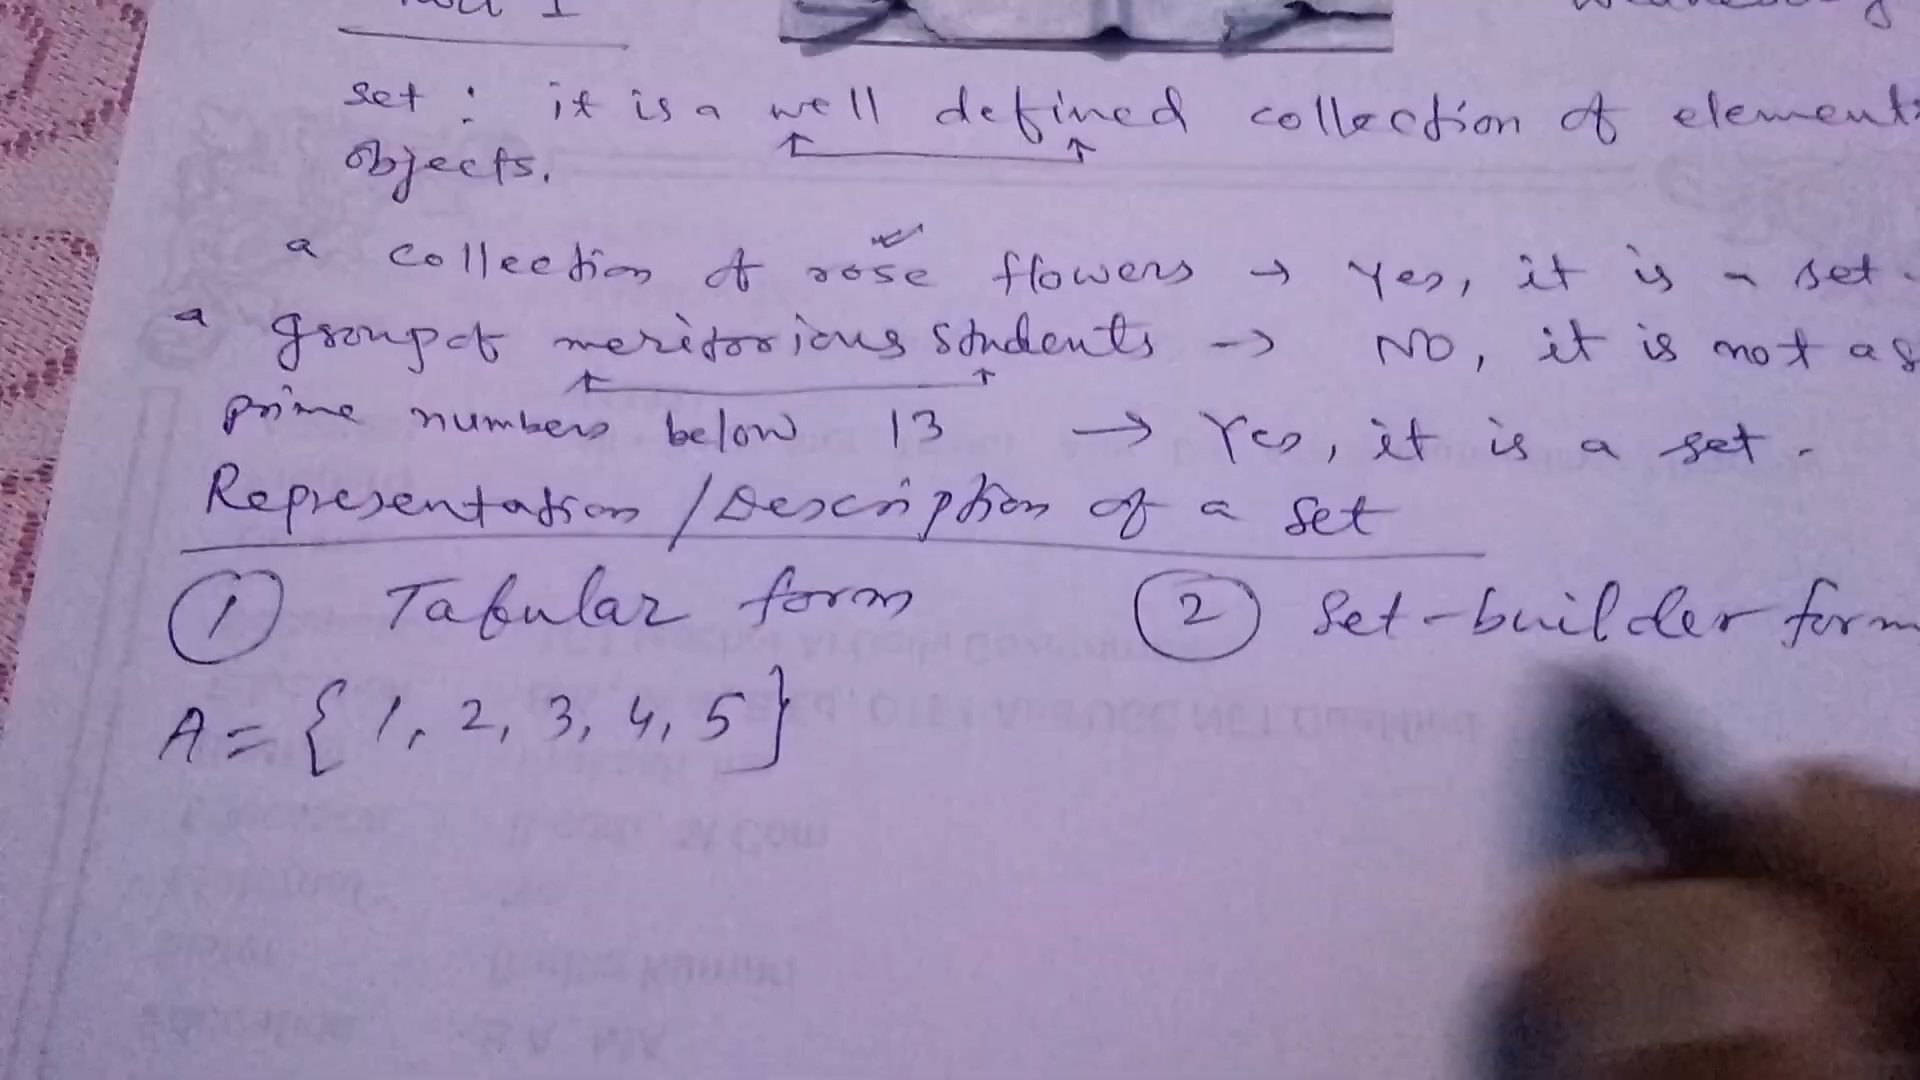 set : it is a well defined collection of elements
objects.
a collection of rose flowers → Yes, it is a set.
a group of meritorious students → NO, it is not a s
prime numbers below 13 → Yes, it is a set.
Representation / Description of a set
1 Tabular form 2 Set-builder form
A = { 1, 2, 3, 4, 5 }